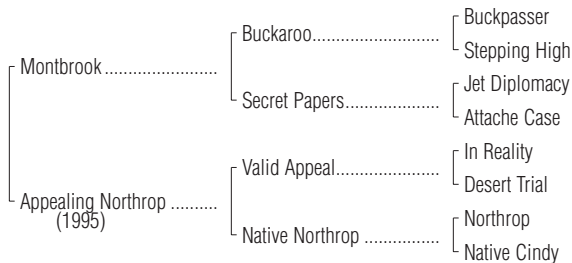 Buckpasser
Buckaroo
Stepping High
Montbrook
Jet Diplomacy
Secret Papers
Attache Case
In Reality
Valid Appeal
Desert Trial
Appealing Northrop
(1995)
Northrop
Native Northrop
Native Cindy